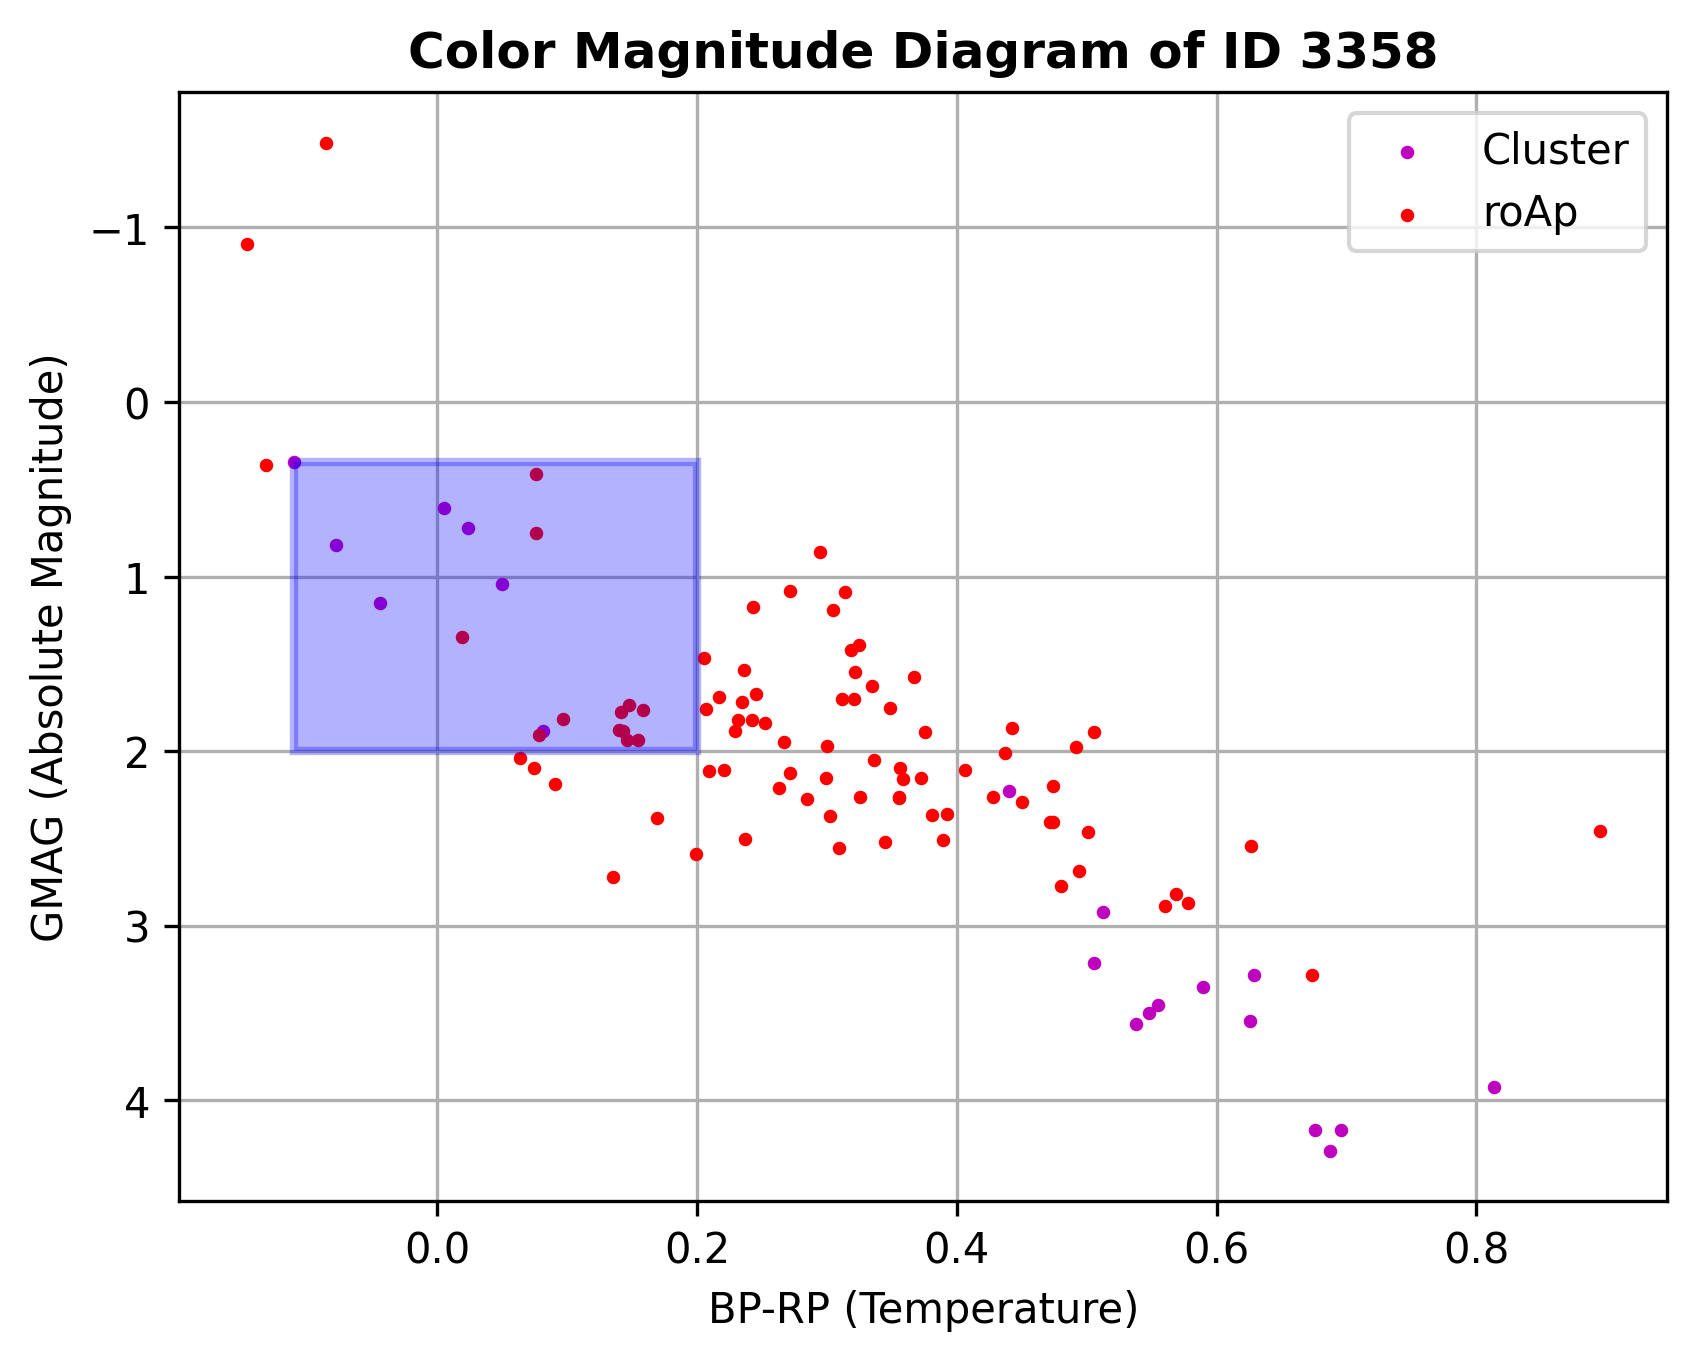 Color Magnitude Diagram of ID 3358
Cluster
roAp
−1
0
1
2
3
4
GMAG (Absolute Magnitude)
0.0 0.2 0.4 0.6 0.8
BP-RP (Temperature)